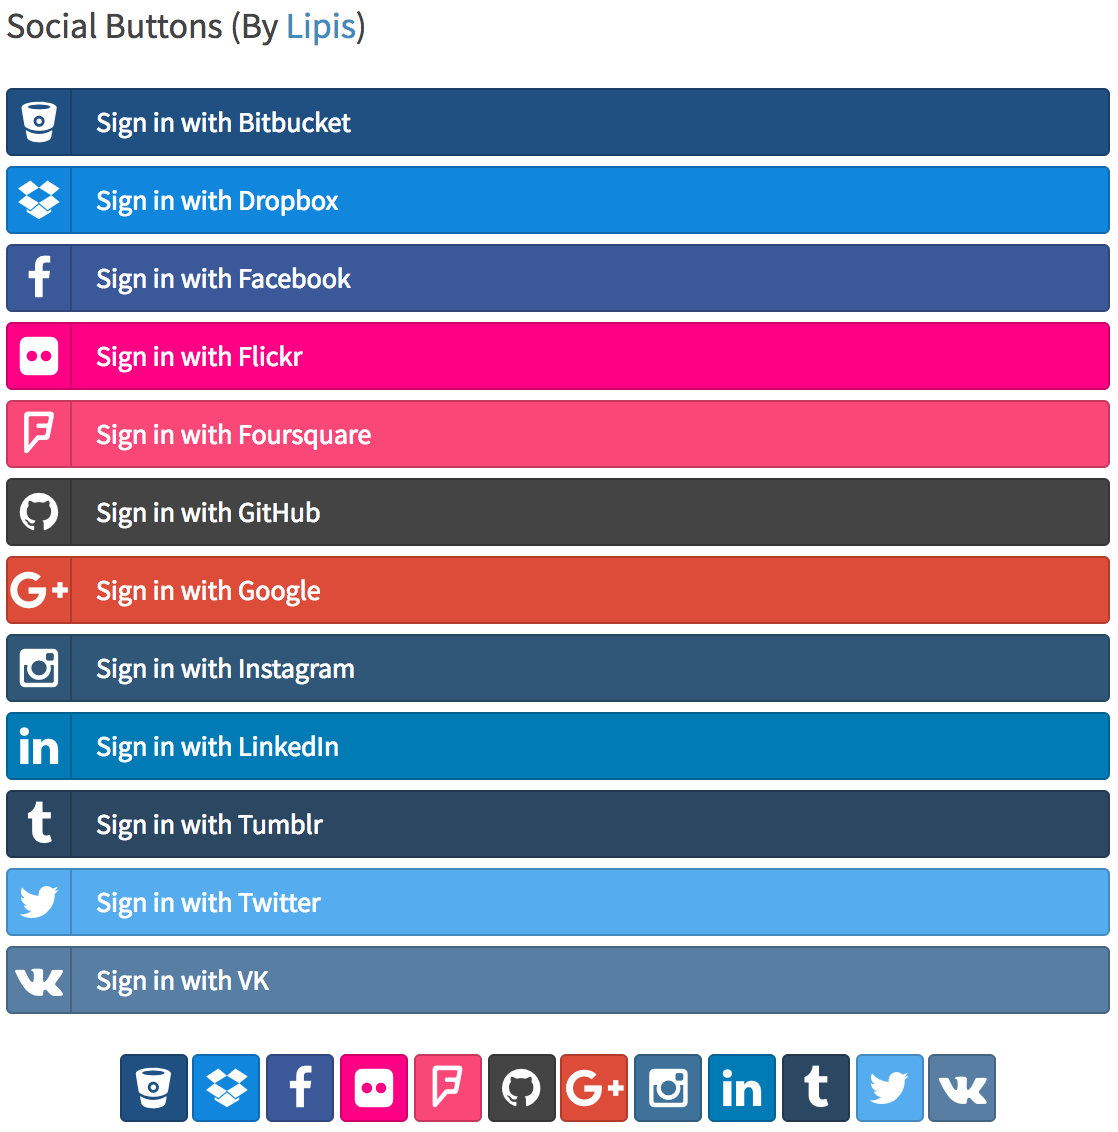 Social Buttons (By Lipis)
Sign in with Bitbucket
Sign in with Dropbox
Sign in with Facebook
Sign in with Flickr
Sign in with Foursquare
Sign in with GitHub
G+ Sign in with Google
Sign in with Instagram
in Sign in with LinkedIn
t Sign in with Tumblr
Sign in with Twitter
Sign in with VK